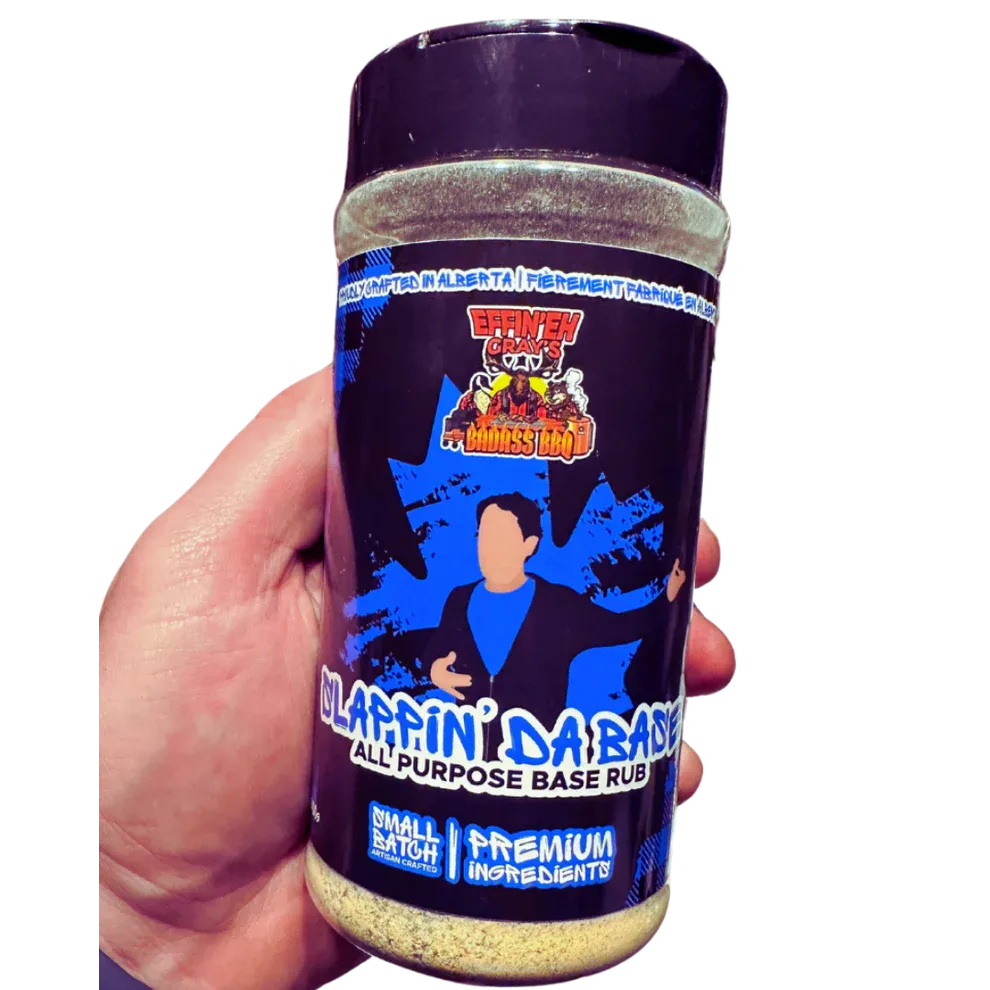 PROUDLY CRAFTED IN ALBERTA | FIÈREMENT FABRIQUÉ EN
EFFIN'EH
GRAY'S
BADASS BBQ
SLAPPIN' DA BASE
ALL PURPOSE BASE RUB
SMALL BATCH
ARTISAN CRAFTED
PREMIUM
INGREDIENTS